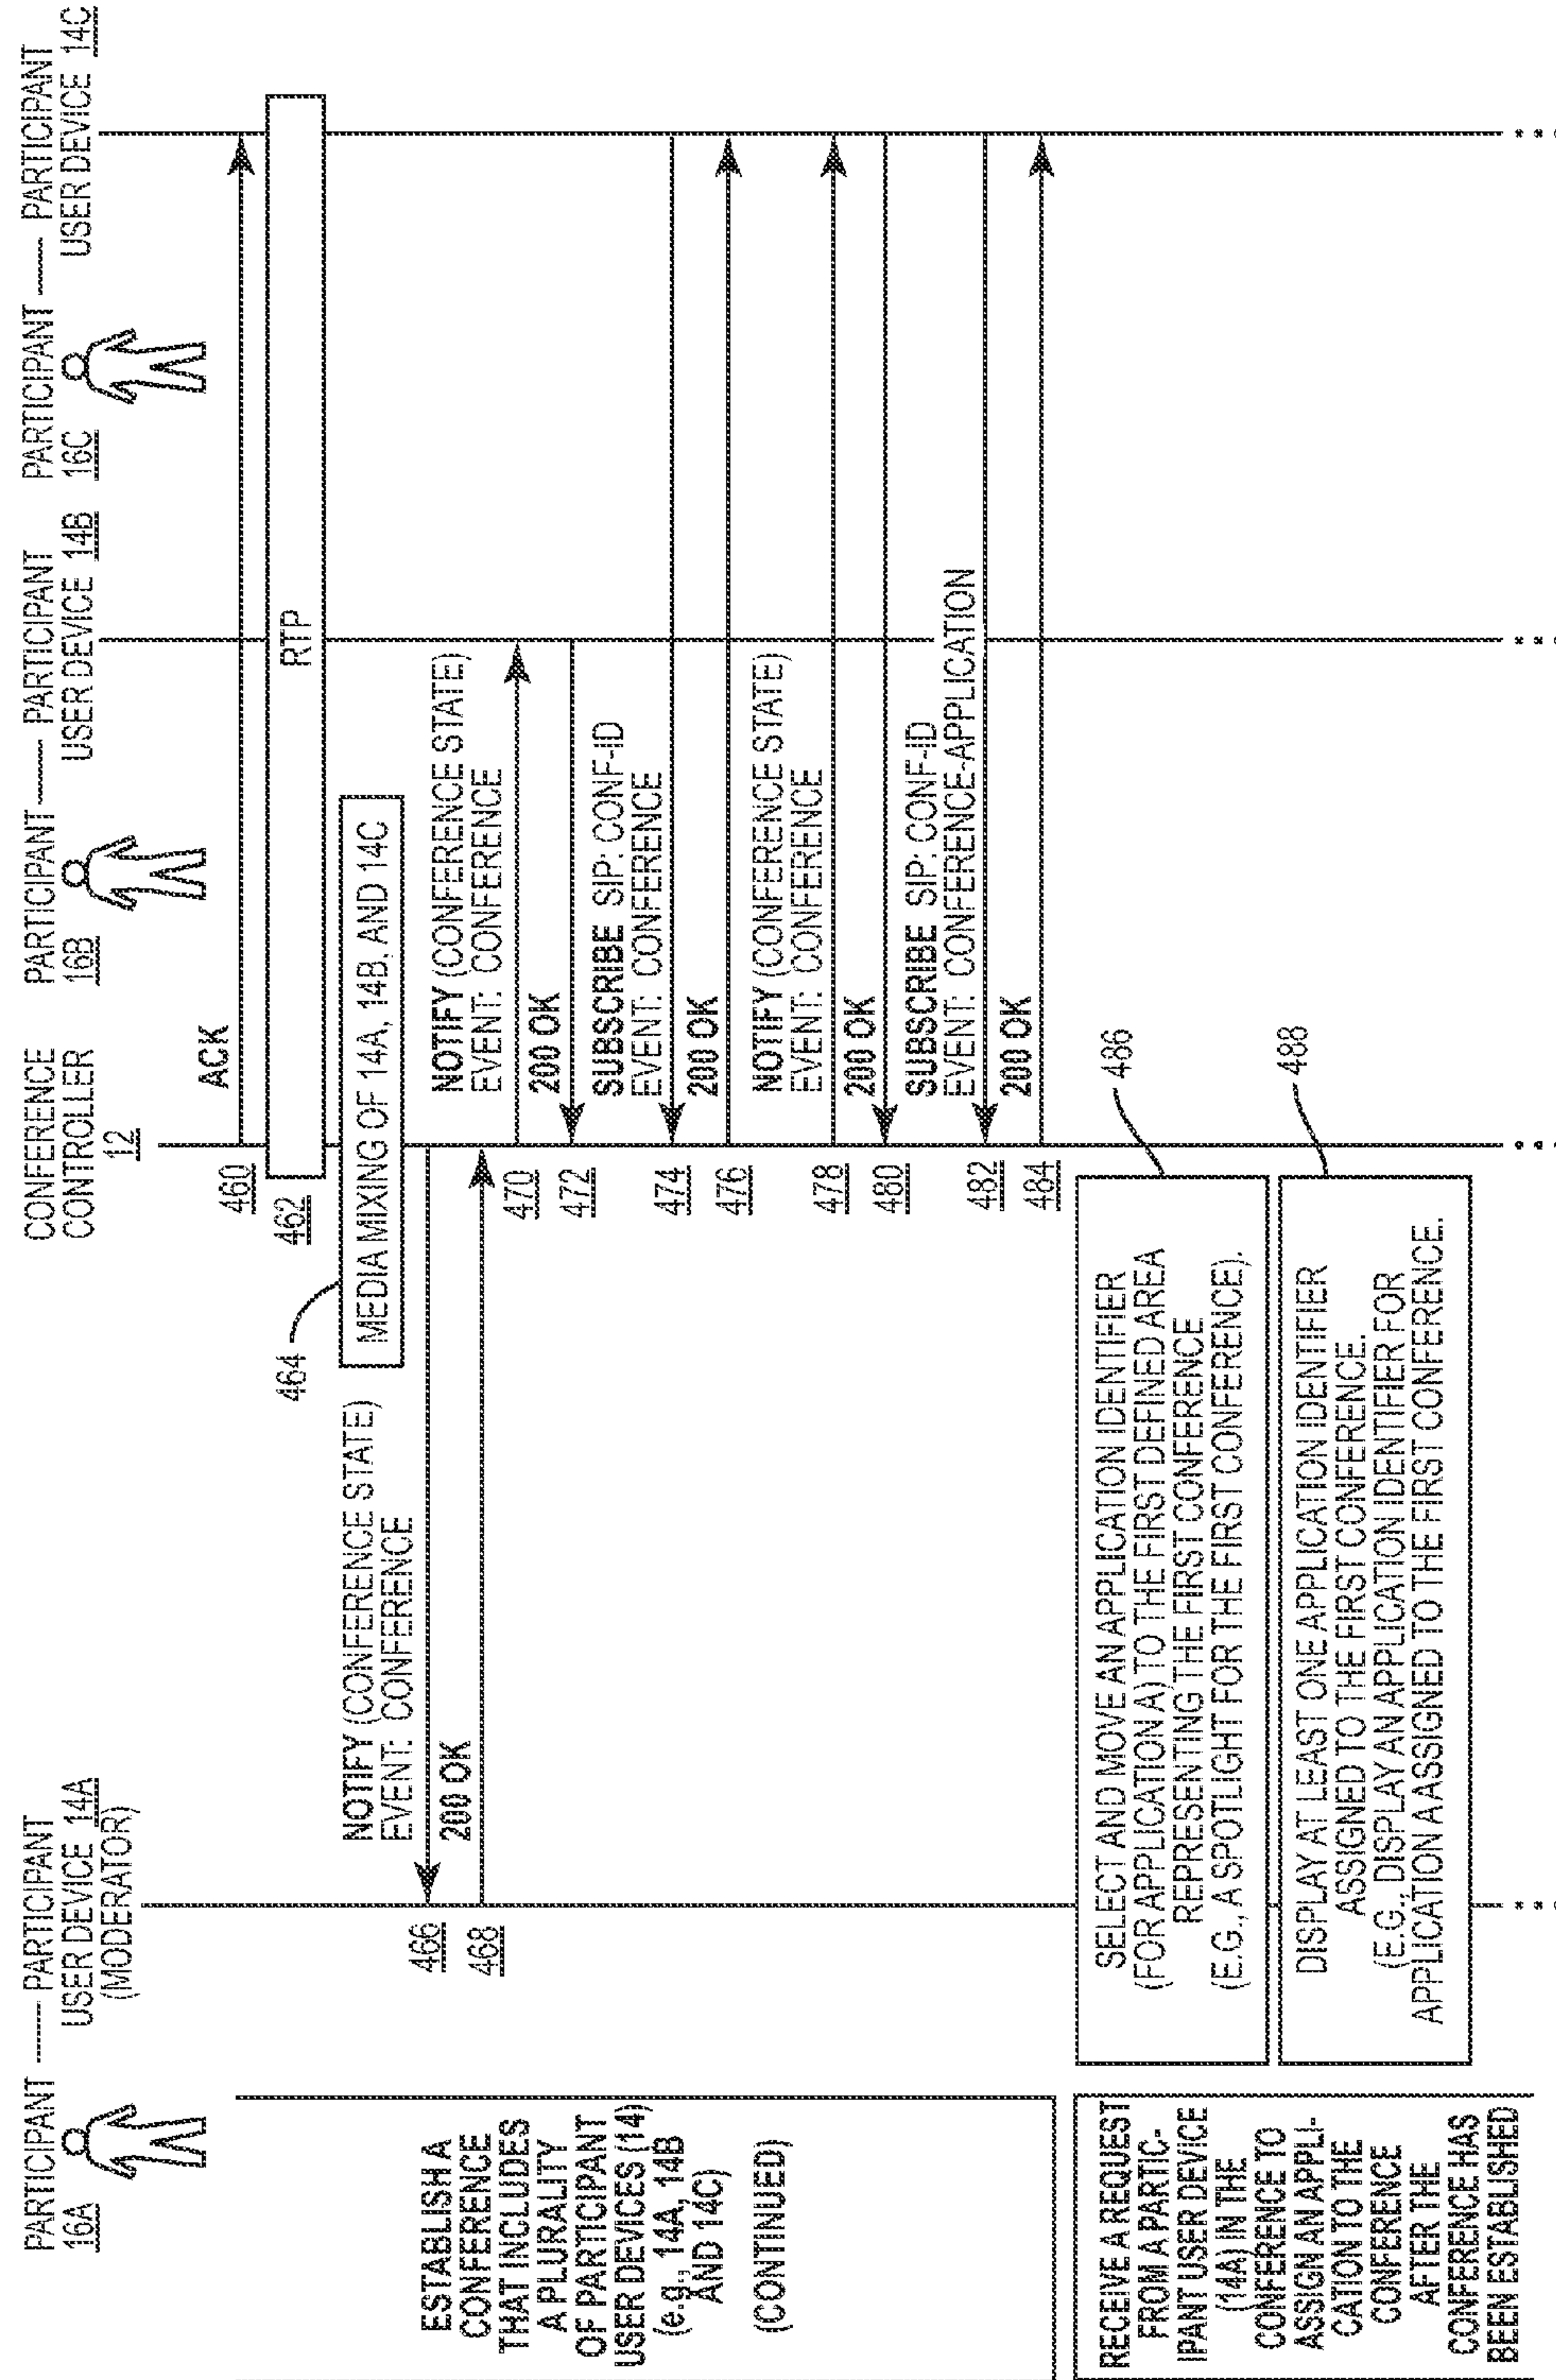 PARTICIPANT ------- PARTICIPANT
16A
USER DEVICE 14A
(MODERATOR)
CONFERENCE
CONTROLLER
12
PARTICIPANT ------ PARTICIPANT
16B
USER DEVICE 14B
PARTICIPANT ------ PARTICIPANT
16C
USER DEVICE 14C
ESTABLISH A
CONFERENCE
THAT INCLUDES
A PLURALITY
OF PARTICIPANT
USER DEVICES (14)
(e.g., 14A, 14B
AND 14C)
(CONTINUED)
ACK
460
RTP
462
464
MEDIA MIXING OF 14A, 14B, AND 14C
NOTIFY (CONFERENCE STATE)
EVENT: CONFERENCE
466
200 OK
468
NOTIFY (CONFERENCE STATE)
EVENT: CONFERENCE
470
200 OK
472
SUBSCRIBE SIP: CONF-ID
EVENT: CONFERENCE
474
200 OK
476
NOTIFY (CONFERENCE STATE)
EVENT: CONFERENCE
478
200 OK
480
SUBSCRIBE SIP: CONF-ID
EVENT: CONFERENCE-APPLICATION
482
200 OK
484
RECEIVE A REQUEST
FROM A PARTIC-
IPANT USER DEVICE
(14A) IN THE
CONFERENCE TO
ASSIGN AN APPLI-
CATION TO THE
CONFERENCE
AFTER THE
CONFERENCE HAS
BEEN ESTABLISHED
SELECT AND MOVE AN APPLICATION IDENTIFIER
(FOR APPLICATION A) TO THE FIRST DEFINED AREA
REPRESENTING THE FIRST CONFERENCE
(E.G., A SPOTLIGHT FOR THE FIRST CONFERENCE).
486
DISPLAY AT LEAST ONE APPLICATION IDENTIFIER
ASSIGNED TO THE FIRST CONFERENCE.
(E.G., DISPLAY AN APPLICATION IDENTIFIER FOR
APPLICATION A ASSIGNED TO THE FIRST CONFERENCE.
488